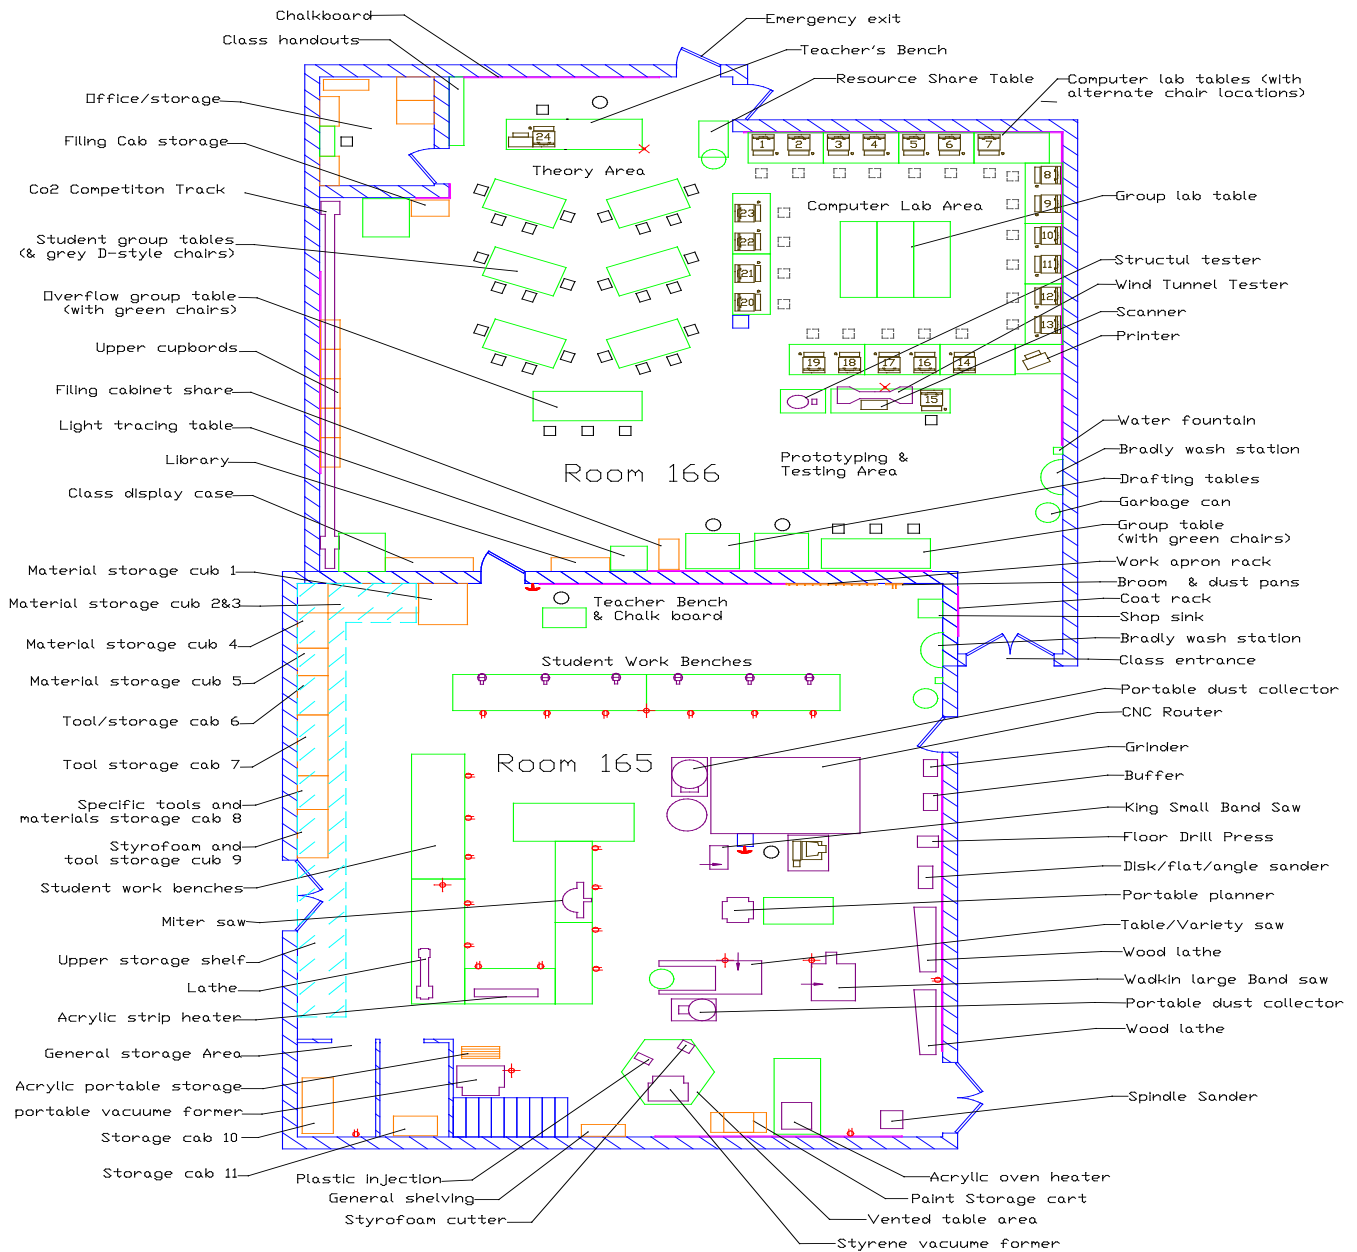 Chalkboard
Emergency exit
Class handouts
Teacher's Bench
Resource Share Table
Computer lab tables (with
alternate chair locations)
Office/storage
Filing Cab storage
Co2 Competiton Track
Student group tables
(& grey D-style chairs)
Overflow group table
(with green chairs)
Upper cupbords
Filing cabinet share
Light tracing table
Library
Class display case
24
Theory Area
1
2
3
4
5
6
7
8
9
10
11
12
13
23
22
21
20
Computer Lab Area
19
18
17
16
14
15
Group lab table
Structul tester
Wind Tunnel Tester
Scanner
Printer
Room 166
Prototyping &
Testing Area
Water fountain
Bradly wash station
Drafting tables
Garbage can
Group table
(with green chairs)
Work apron rack
Broom & dust pans
Coat rack
Shop sink
Bradly wash station
Class entrance
Material storage cub 1
Material storage cub 2&3
Material storage cub 4
Material storage cub 5
Tool/storage cab 6
Tool storage cab 7
Specific tools and
materials storage cab 8
Styrofoam and
tool storage cub 9
Student work benches
Miter saw
Upper storage shelf
Lathe
Acrylic strip heater
General storage Area
Acrylic portable storage
portable vacuume former
Storage cab 10
Storage cab 11
Teacher Bench
& Chalk board
Student Work Benches
Room 165
Portable dust collector
CNC Router
Grinder
Buffer
King Small Band Saw
Floor Drill Press
Disk/flat/angle sander
Portable planner
Table/Variety saw
Wood lathe
Wadkin large Band saw
Portable dust collector
Wood lathe
Spindle Sander
Plastic injection
General shelving
Styrofoam cutter
Acrylic oven heater
Paint Storage cart
Vented table area
Styrene vacuume former